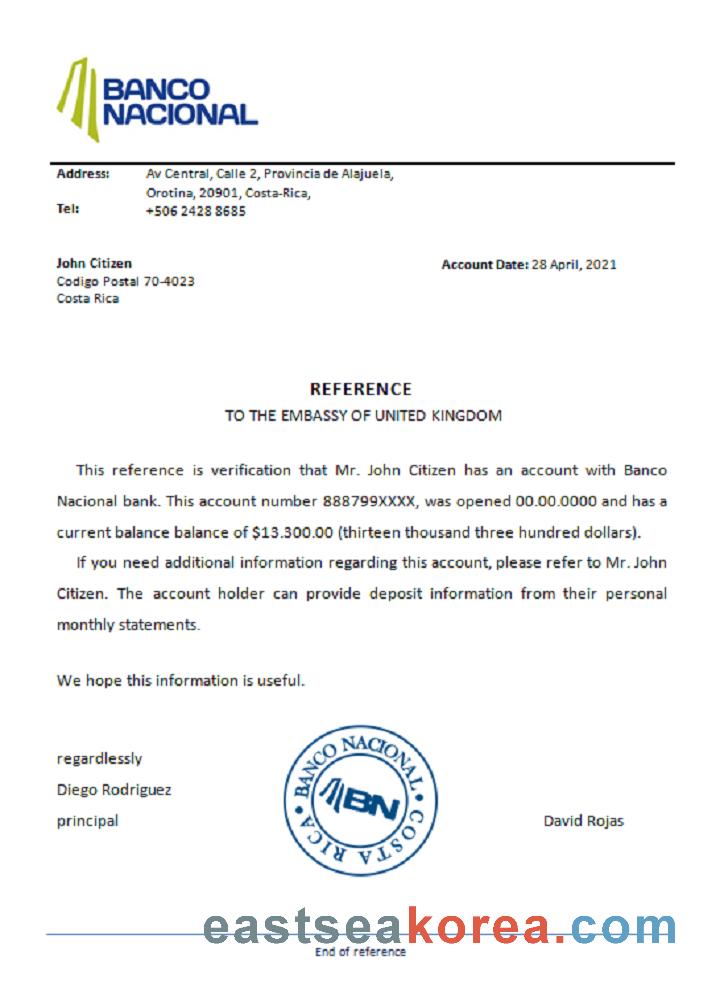 BANCO
NACIONAL
Address: Av Central, Calle 2, Provincia de Alajuela,
Orotina, 20901, Costa-Rica,
Tel: +506 2428 8685
John Citizen Account Date: 28 April, 2021
Codigo Postal 70-4023
Costa Rica
REFERENCE
TO THE EMBASSY OF UNITED KINGDOM
This reference is verification that Mr. John Citizen has an account with Banco
Nacional bank. This account number 888799XXXX, was opened 00.00.0000 and has a
current balance balance of $13.300.00 (thirteen thousand three hundred dollars).
If you need additional information regarding this account, please refer to Mr. John
Citizen. The account holder can provide deposit information from their personal
monthly statements.
We hope this information is useful.
regardlessly
Diego Rodriguez
principal
BANCO NACIONAL
BN
COSTA RICA
David Rojas
eastseakorea.com
End of reference